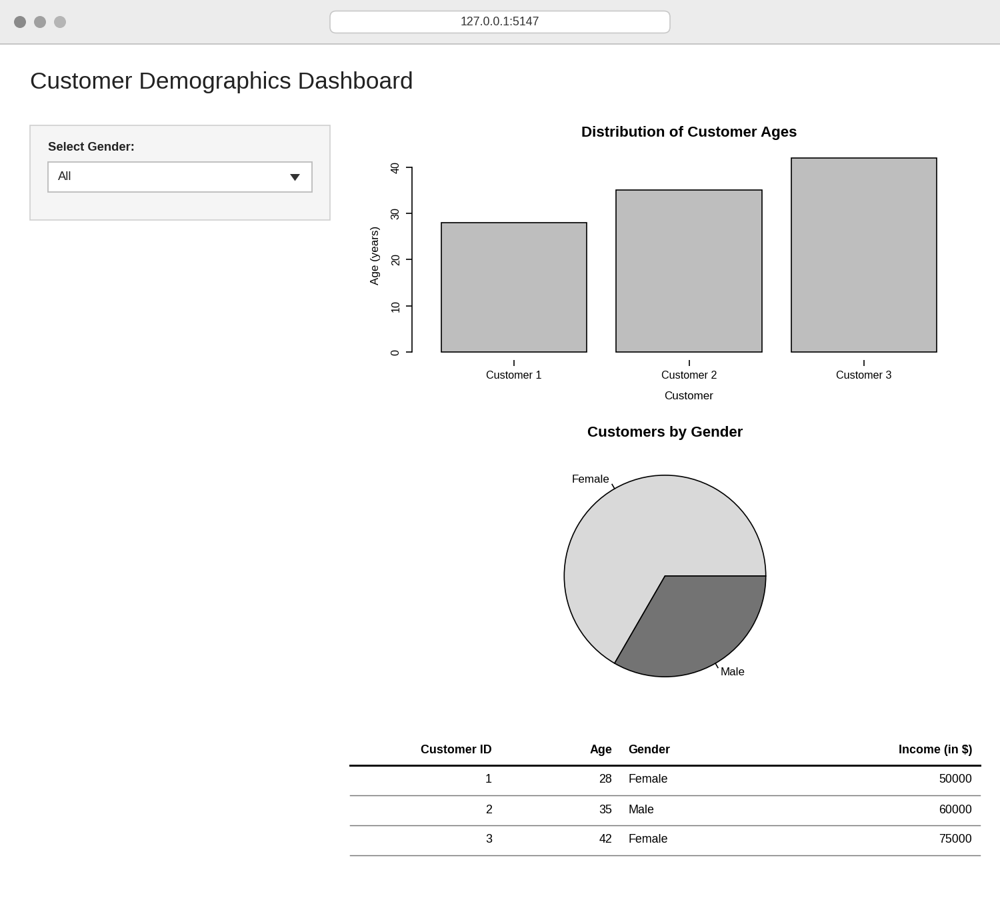 127.0.0.1:5147
Customer Demographics Dashboard
Select Gender:
All
Distribution of Customer Ages
40
30
20
10
0
Age (years)
Customer 1 Customer 2 Customer 3
Customer
Customers by Gender
Female
Male
Customer ID Age Gender Income (in $)
1 28 Female 50000
2 35 Male 60000
3 42 Female 75000